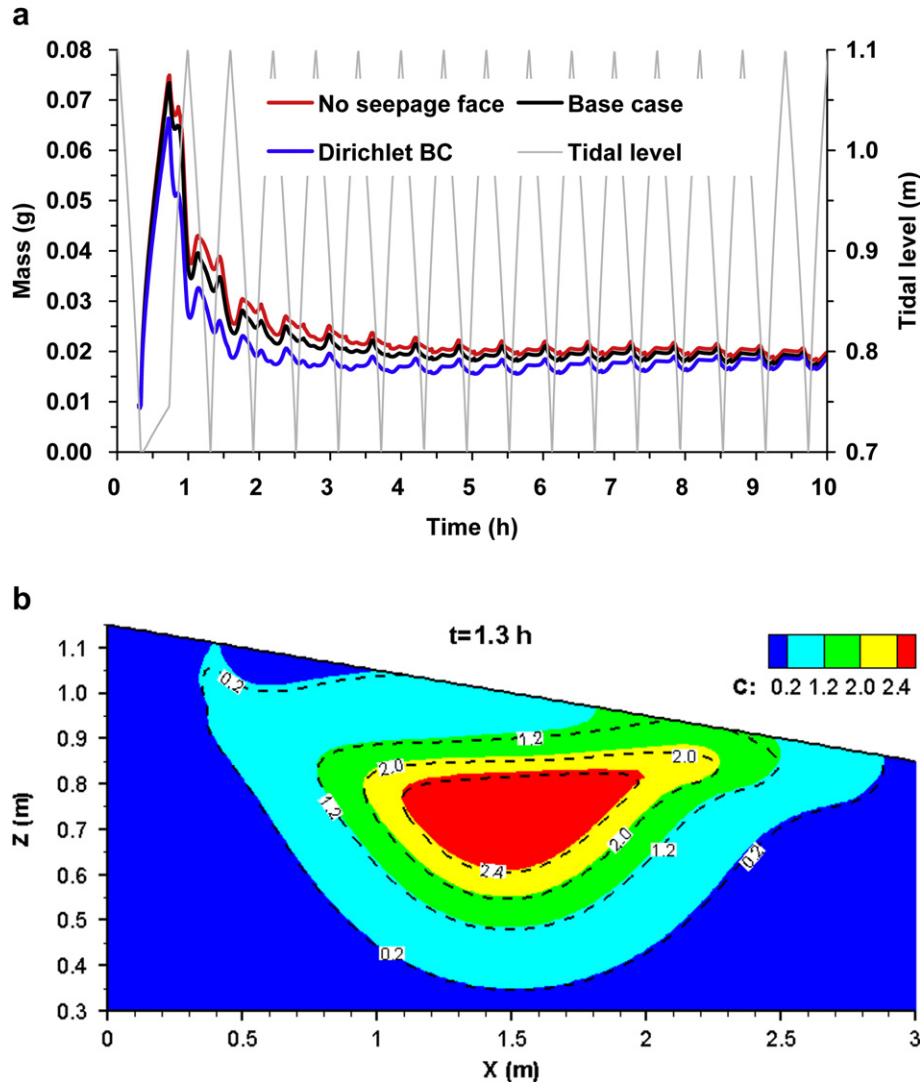 a
0.08 1.1
No seepage face Base case
0.07
Dirichlet BC Tidal level
0.06 1.0
0.05
Mass (g)
0.04 0.9
Tidal level (m)
0.03
0.02 0.8
0.01
0.00 0.7
0 1 2 3 4 5 6 7 8 9 10
Time (h)
b
t=1.3 h
C: 0.2 1.2 2.0 2.4
1.1
1.0
0.9
0.8
0.7
0.6
0.5
0.4
0.3
Z (m)
0.2
1.2
2.0
2.0
1.2
2.4
2.0
1.2
0.2
0.2
0 0.5 1 1.5 2 2.5 3
X (m)